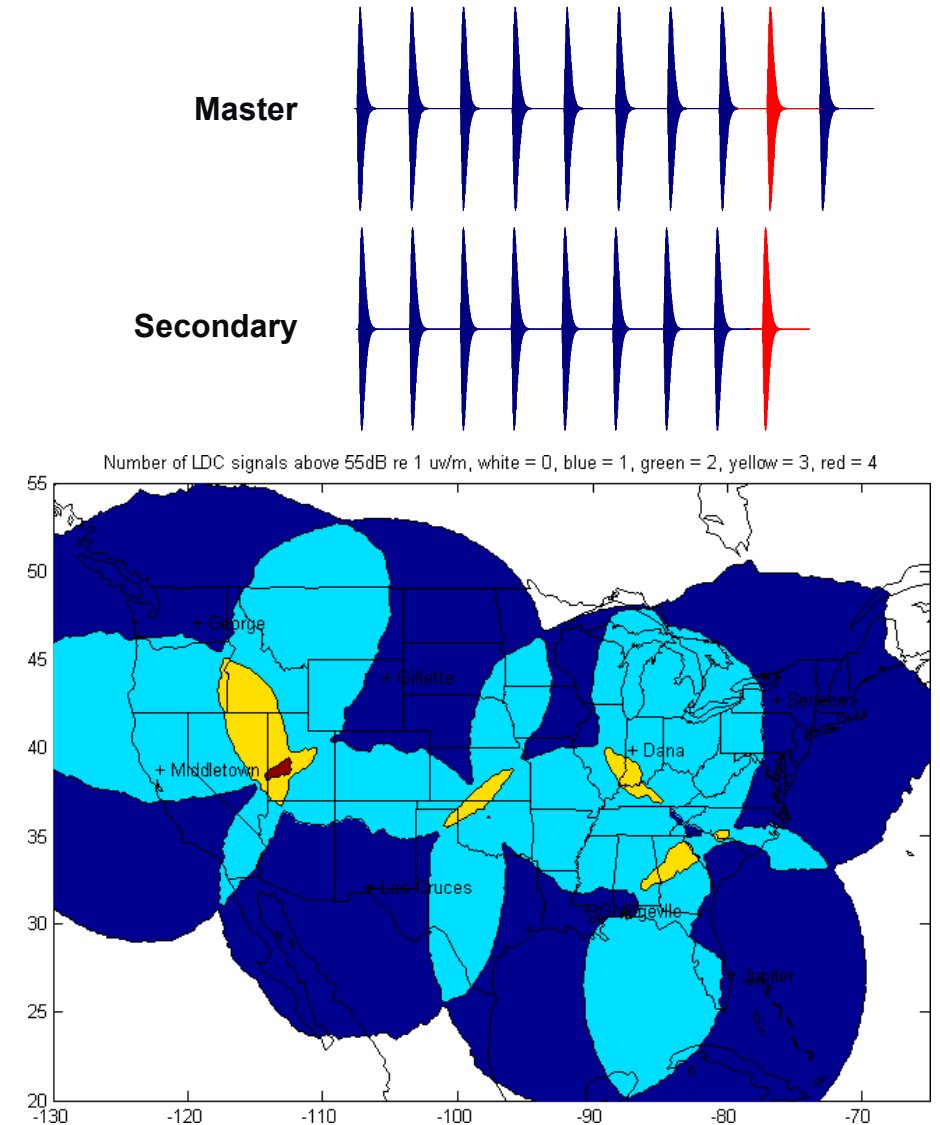 Master
Secondary
Number of LDC signals above 55dB re 1 uv/m, white = 0, blue = 1, green = 2, yellow = 3, red = 4
55
50
45
40
35
30
25
20
+ George
+ Gillette
+ Seneca
+ Dana
+ Middletown
+ Las Cruces
+ Grangeville
+ Jupiter
-130
-120
-110
-100
-90
-80
-70